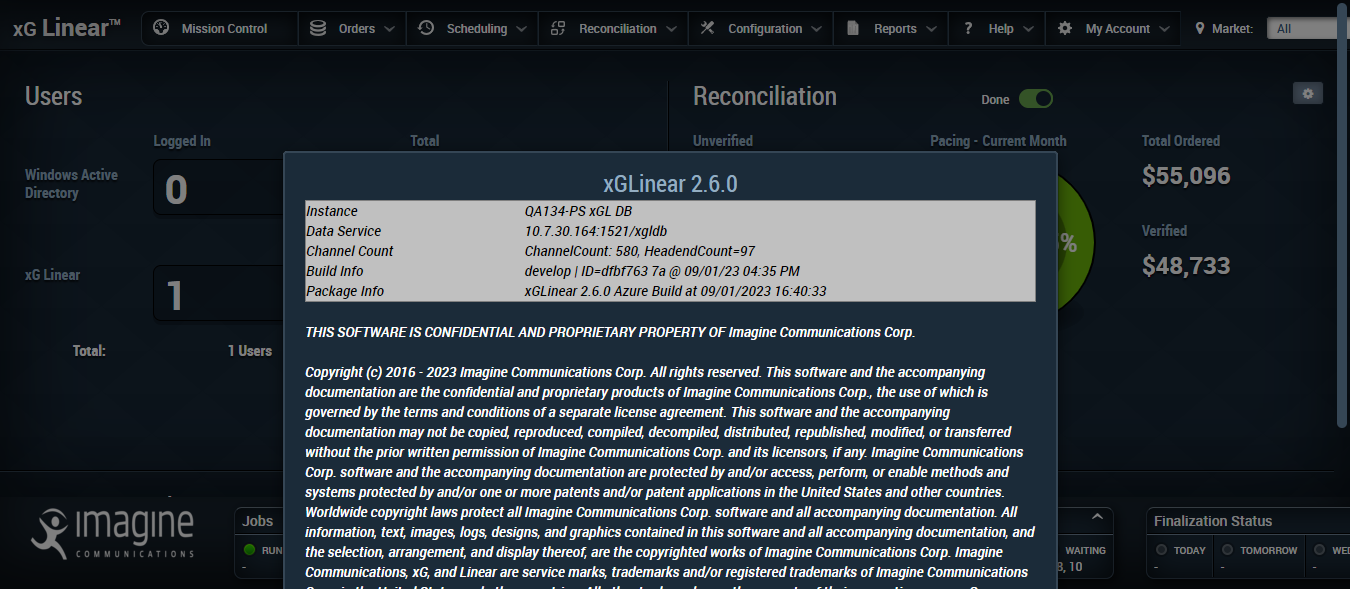 xG Linear™
Mission Control
Orders
Scheduling
Reconciliation
Configuration
Reports
? Help
My Account
Market:
All
Users
Logged In
Total
Windows Active
Directory
0
xG Linear
1
Total:
1 Users
Reconciliation
Done
Unverified
Pacing - Current Month
Total Ordered
$55,096
%
Verified
$48,733
xGLinear 2.6.0
Instance QA134-PS xGL DB
Data Service 10.7.30.164:1521/xgldb
Channel Count ChannelCount: 580, HeadendCount=97
Build Info develop | ID=dfbf763 7a @ 09/01/23 04:35 PM
Package Info xGLinear 2.6.0 Azure Build at 09/01/2023 16:40:33
THIS SOFTWARE IS CONFIDENTIAL AND PROPRIETARY PROPERTY OF Imagine Communications Corp.
Copyright (c) 2016 - 2023 Imagine Communications Corp. All rights reserved. This software and the accompanying
documentation are the confidential and proprietary products of Imagine Communications Corp., the use of which is
governed by the terms and conditions of a separate license agreement. This software and the accompanying
documentation may not be copied, reproduced, compiled, decompiled, distributed, republished, modified, or transferred
without the prior written permission of Imagine Communications Corp. and its licensors, if any. Imagine Communications
Corp. software and the accompanying documentation are protected by and/or access, perform, or enable methods and
systems protected by and/or one or more patents and/or patent applications in the United States and other countries.
Worldwide copyright laws protect all Imagine Communications Corp. software and all accompanying documentation. All
information, text, images, logs, designs, and graphics contained in this software and all accompanying documentation, and
the selection, arrangement, and display thereof, are the copyrighted works of Imagine Communications Corp. Imagine
Communications, xG, and Linear are service marks, trademarks and/or registered trademarks of Imagine Communications
imagine
COMMUNICATIONS
Jobs
RUN
-
WAITING
, 10
Finalization Status
TODAY
-
TOMORROW
-
WED
-